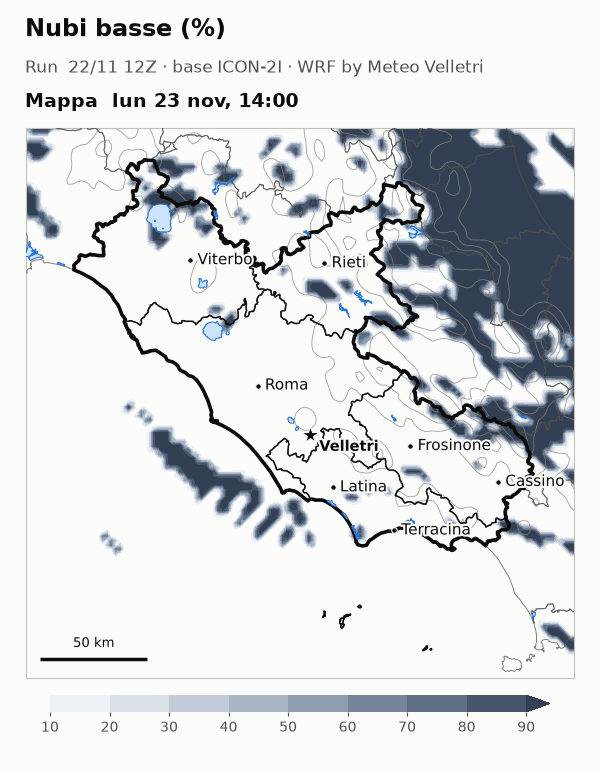 Nubi basse (%)
Run  22/11 12Z · base ICON-2I · WRF by Meteo Velletri
Mappa  lun 23 nov, 14:00
Viterbo
Rieti
Roma
Velletri
Frosinone
Cassino
Latina
Terracina
50 km
10 20 30 40 50 60 70 80 90